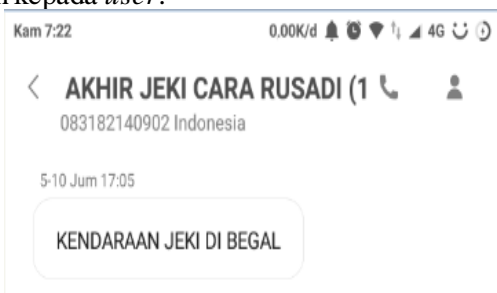 kepada user.
Kam 7:22 0.00K/d 4G
AKHIR JEKI CARA RUSADI (1
083182140902 Indonesia
5-10 Jum 17:05
KENDARAAN JEKI DI BEGAL